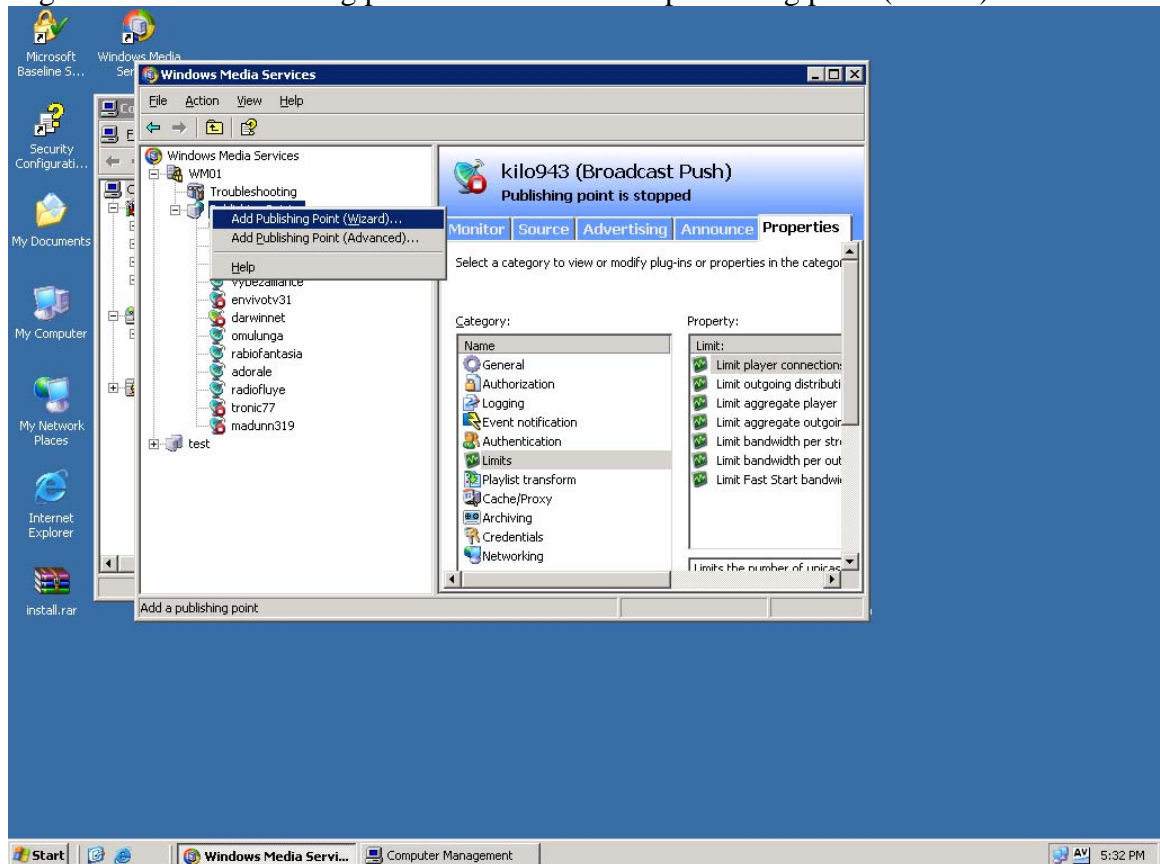 Microsoft Baseline S...
Windows Media Ser
Security Configurati...
My Documents
My Computer
My Network Places
Internet Explorer
install.rar
Windows Media Services
File Action View Help
Windows Media Services
WM01
Troubleshooting
Add Publishing Point (Wizard)...
Add Publishing Point (Advanced)...
Help
vybezalliance
envivotv31
darwinnet
omulunga
rabiofantasia
adorale
radiofluye
tronic77
madunn319
test
kilo943 (Broadcast Push)
Publishing point is stopped
Monitor Source Advertising Announce Properties
Select a category to view or modify plug-ins or properties in the categor
Category:
Name
General
Authorization
Logging
Event notification
Authentication
Limits
Playlist transform
Cache/Proxy
Archiving
Credentials
Networking
Property:
Limit:
Limit player connection
Limit outgoing distributi
Limit aggregate player
Limit aggregate outgoin
Limit bandwidth per stre
Limit bandwidth per out
Limit Fast Start bandwi
Limits the number of unicas
Add a publishing point
Start
Windows Media Servi...
Computer Management
AV
5:32 PM